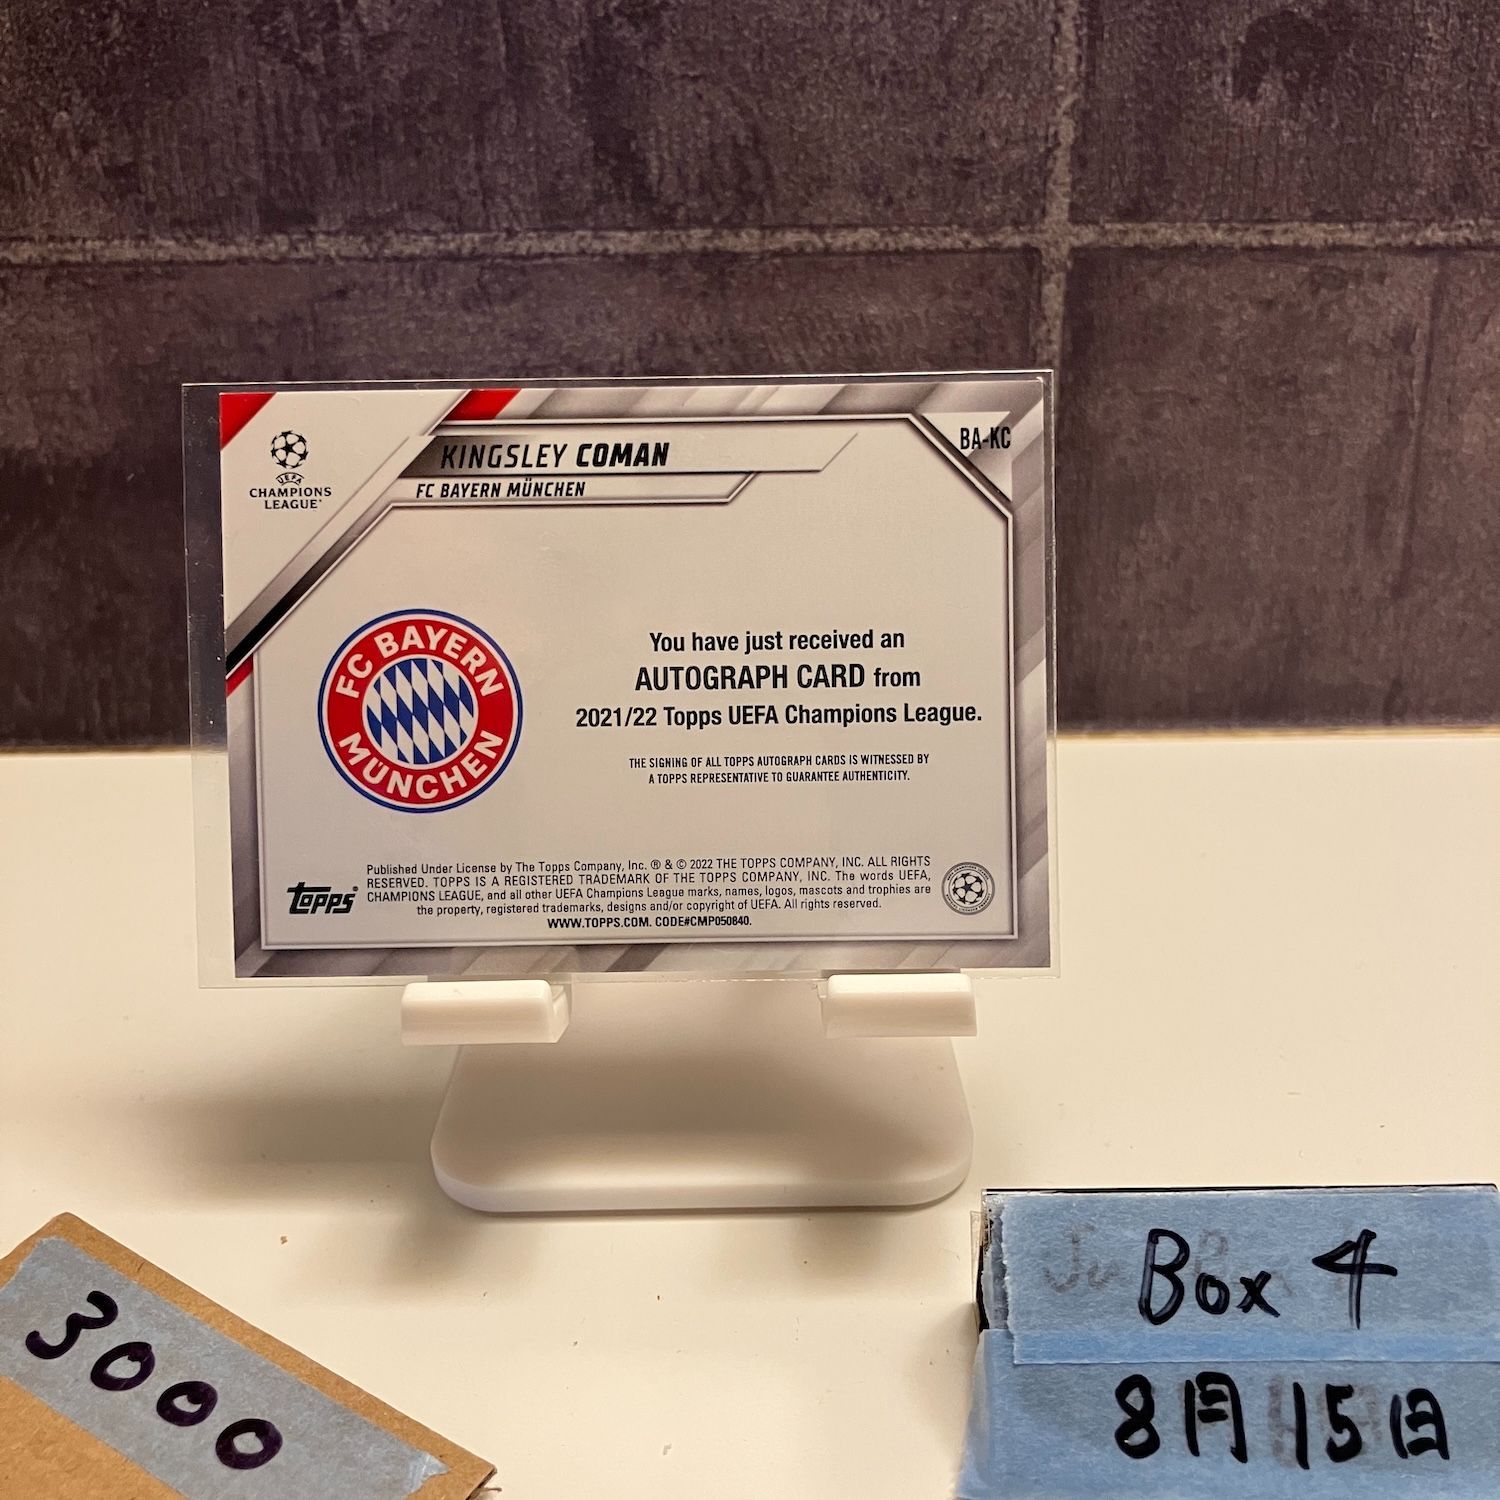 UEFA
CHAMPIONS
LEAGUE®
KINGSLEY COMAN
FC BAYERN MÜNCHEN
BA-KC
FC BAYERN
MÜNCHEN
You have just received an
AUTOGRAPH CARD from
2021/22 Topps UEFA Champions League.
THE SIGNING OF ALL TOPPS AUTOGRAPH CARDS IS WITNESSED BY
A TOPPS REPRESENTATIVE TO GUARANTEE AUTHENTICITY.
topps®
Published Under License by The Topps Company, Inc. ® & © 2022 THE TOPPS COMPANY, INC. ALL RIGHTS
RESERVED. TOPPS IS A REGISTERED TRADEMARK OF THE TOPPS COMPANY, INC. The words UEFA,
CHAMPIONS LEAGUE, and all other UEFA Champions League marks, names, logos, mascots and trophies are
the property, registered trademarks, designs and/or copyright of UEFA. All rights reserved.
WWW.TOPPS.COM. CODE#CMP050840.
3000
Box 4
8月15日